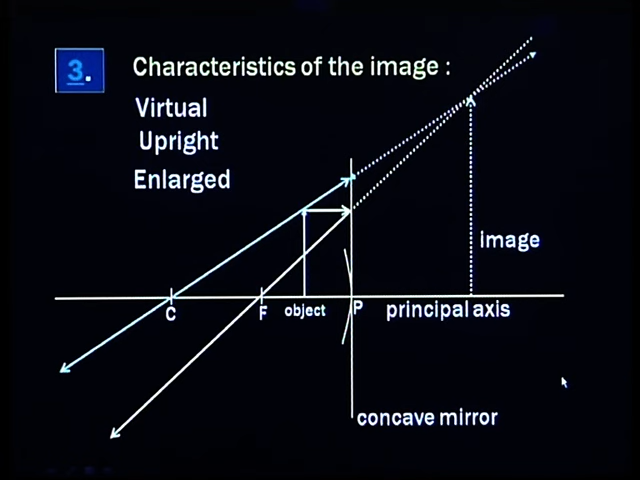 3.
Characteristics of the image :
Virtual
Upright
Enlarged
image
C
F
object
P
principal axis
concave mirror